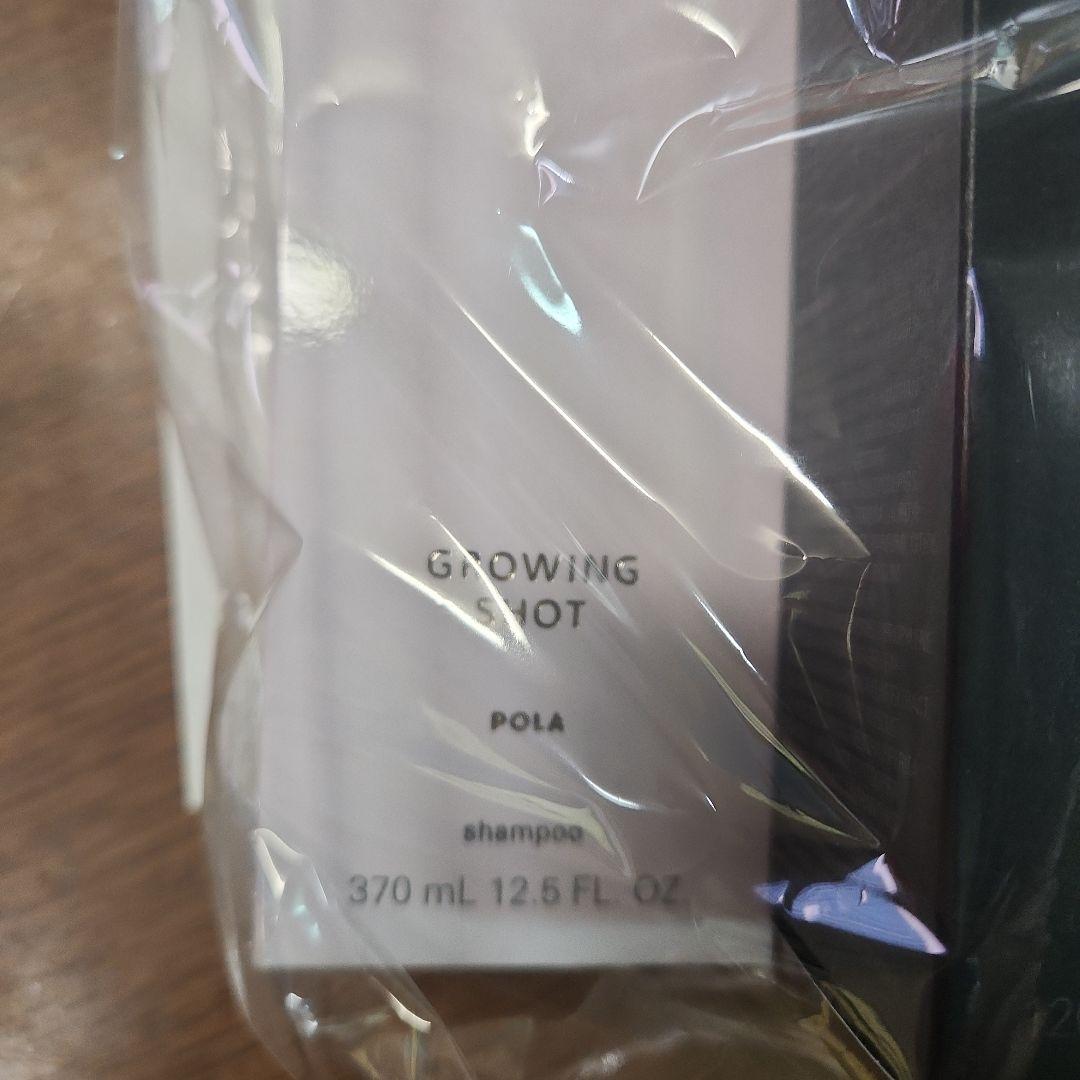 GROWING
SHOT
POLA
shampoo
370 mL 12.5 FL. OZ.